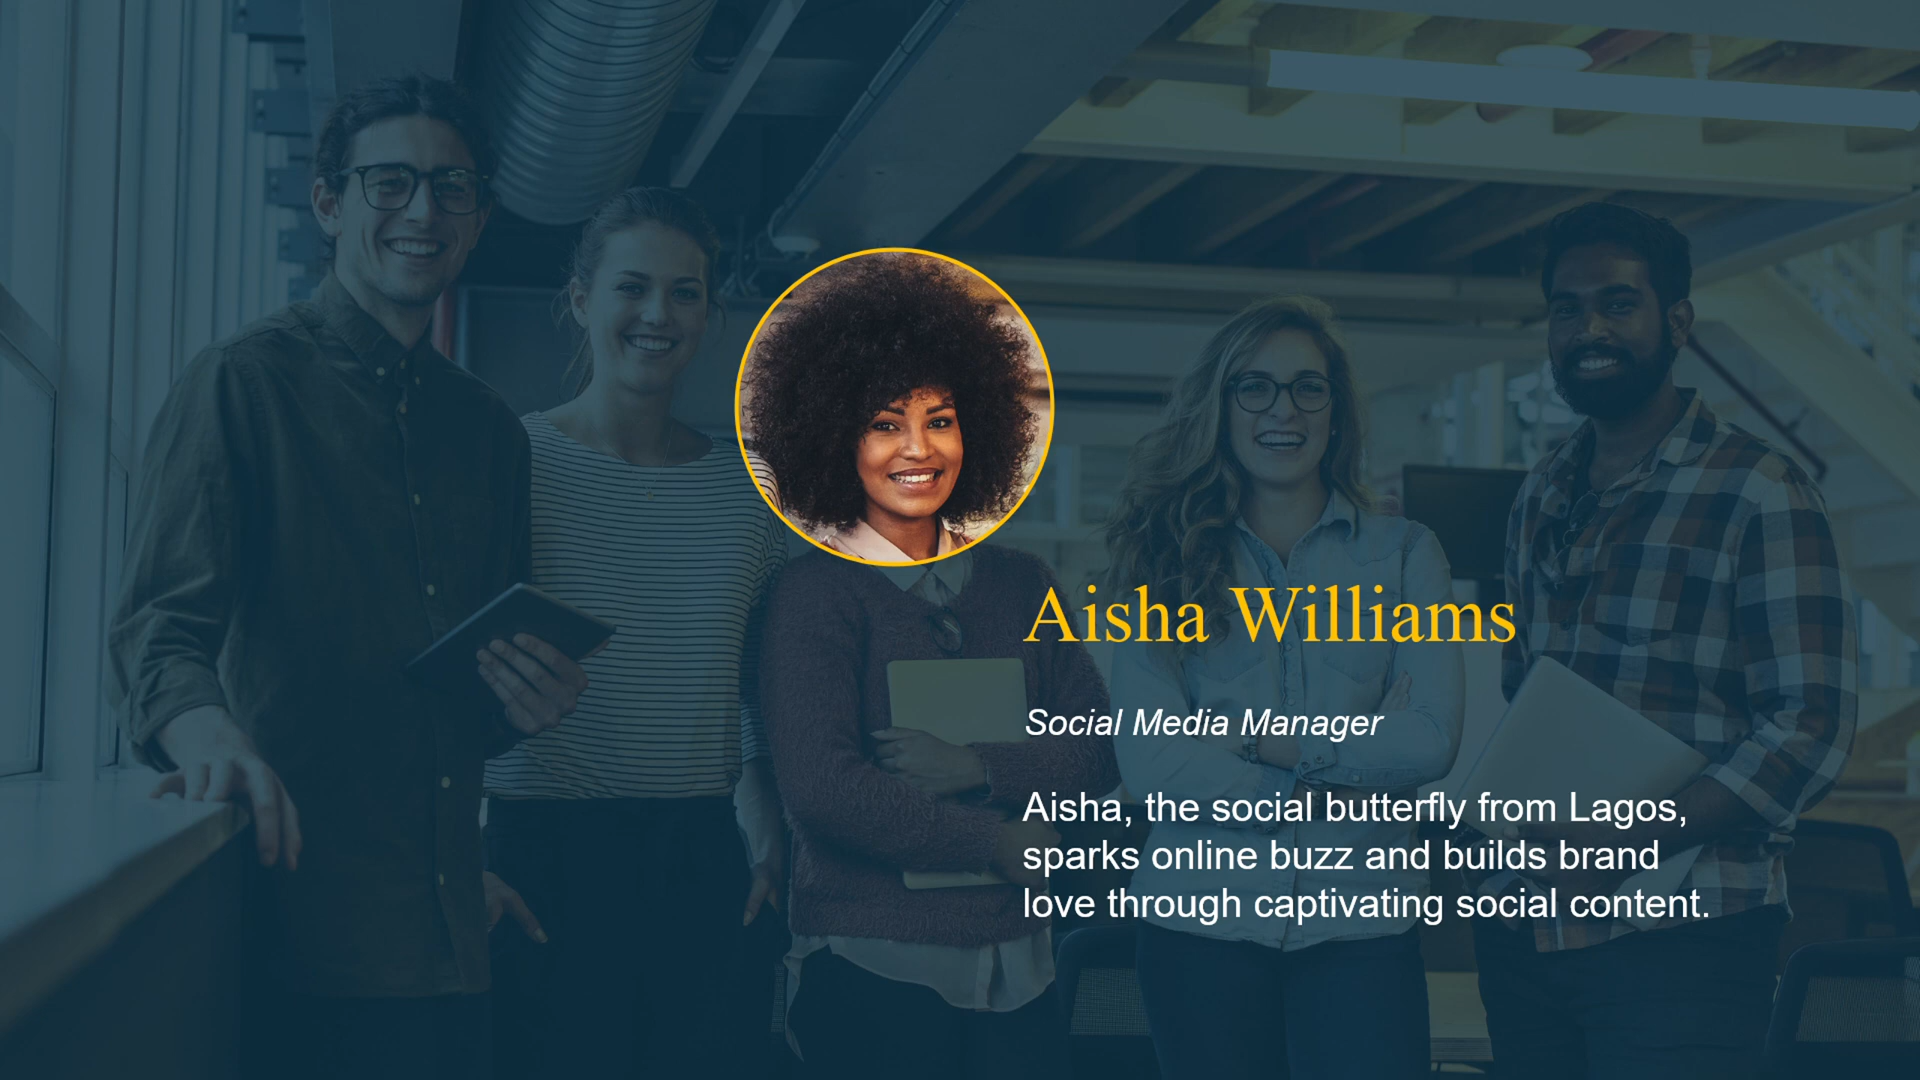 Aisha Williams
Social Media Manager
Aisha, the social butterfly from Lagos,
sparks online buzz and builds brand
love through captivating social content.